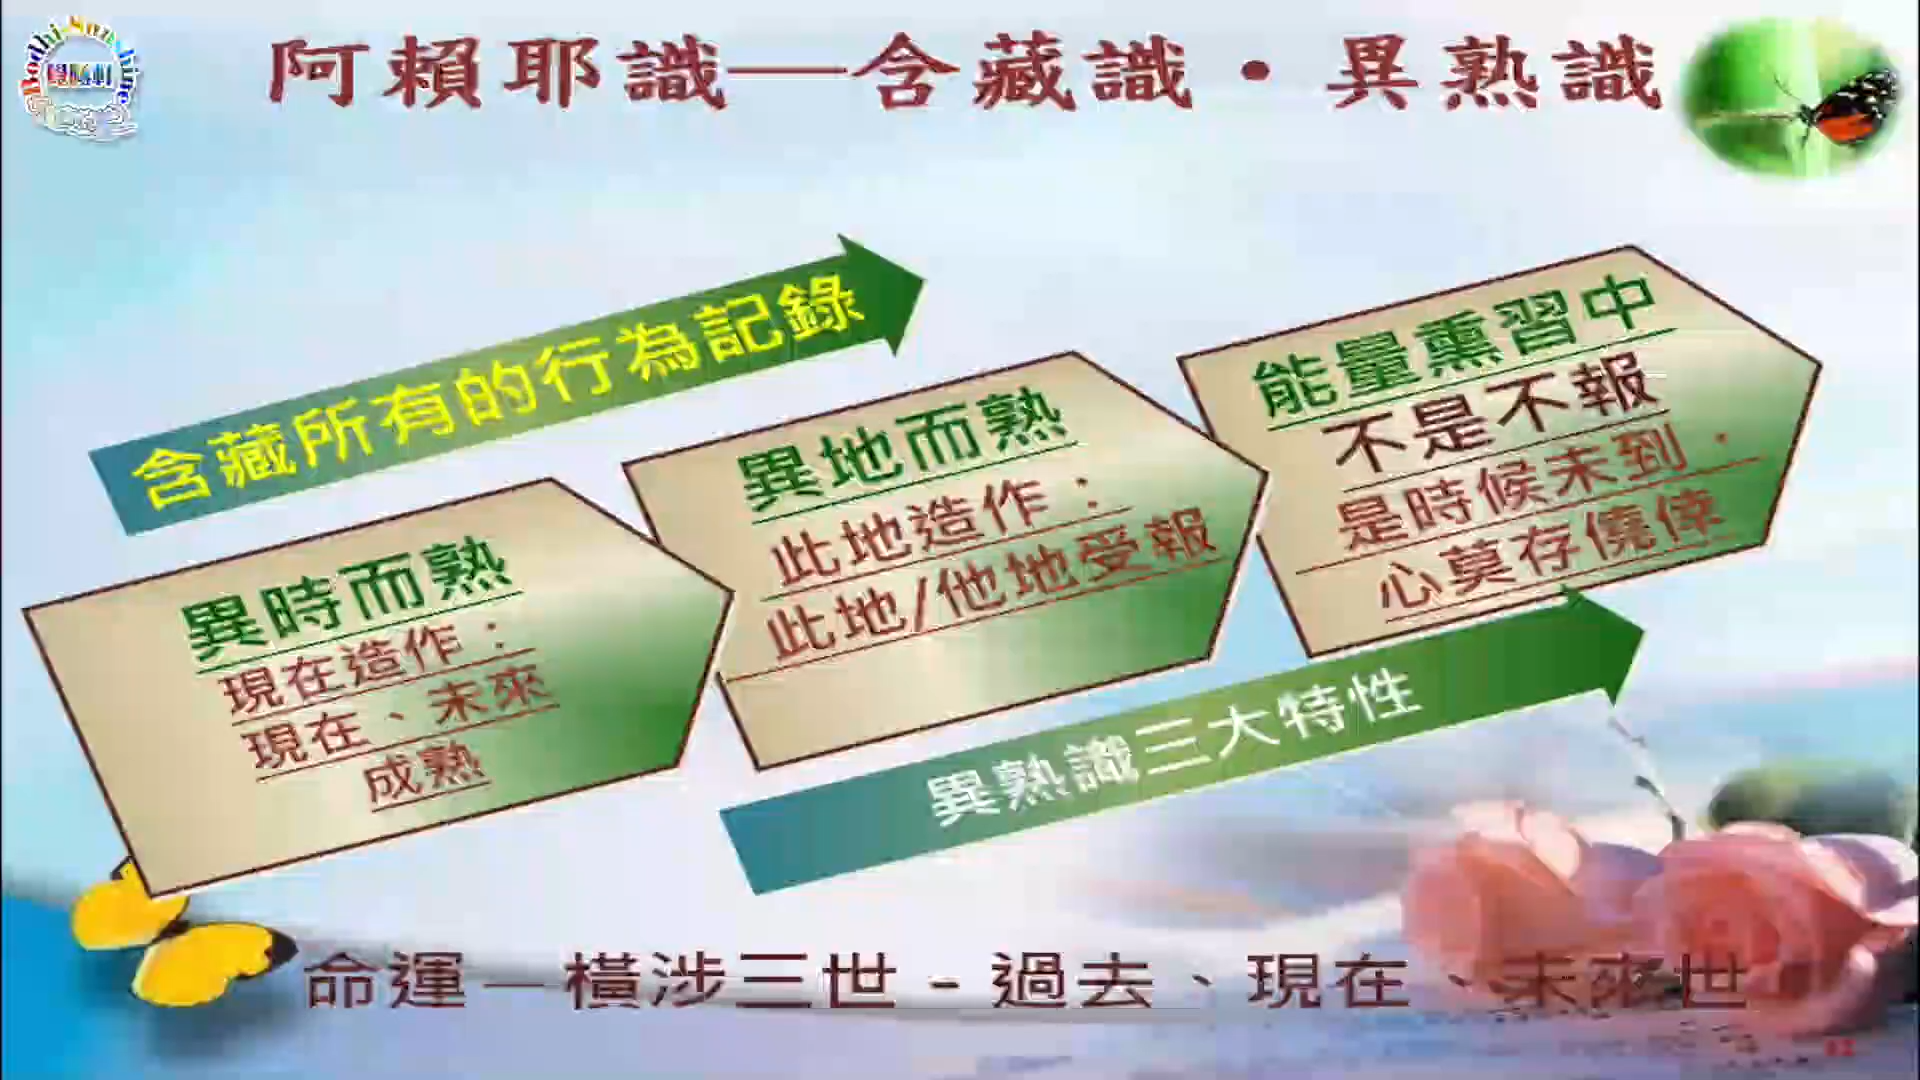 阿賴耶識──含藏識・異熟識
含藏所有的行為記錄
異時而熟
現在造作：
現在、未來
成熟
異地而熟
此地造作：
此地/他地受報
能量熏習中
不是不報
是時候未到．
心莫存僥倖
異熟識三大特性
命運—橫涉三世-過去、現在、未來世